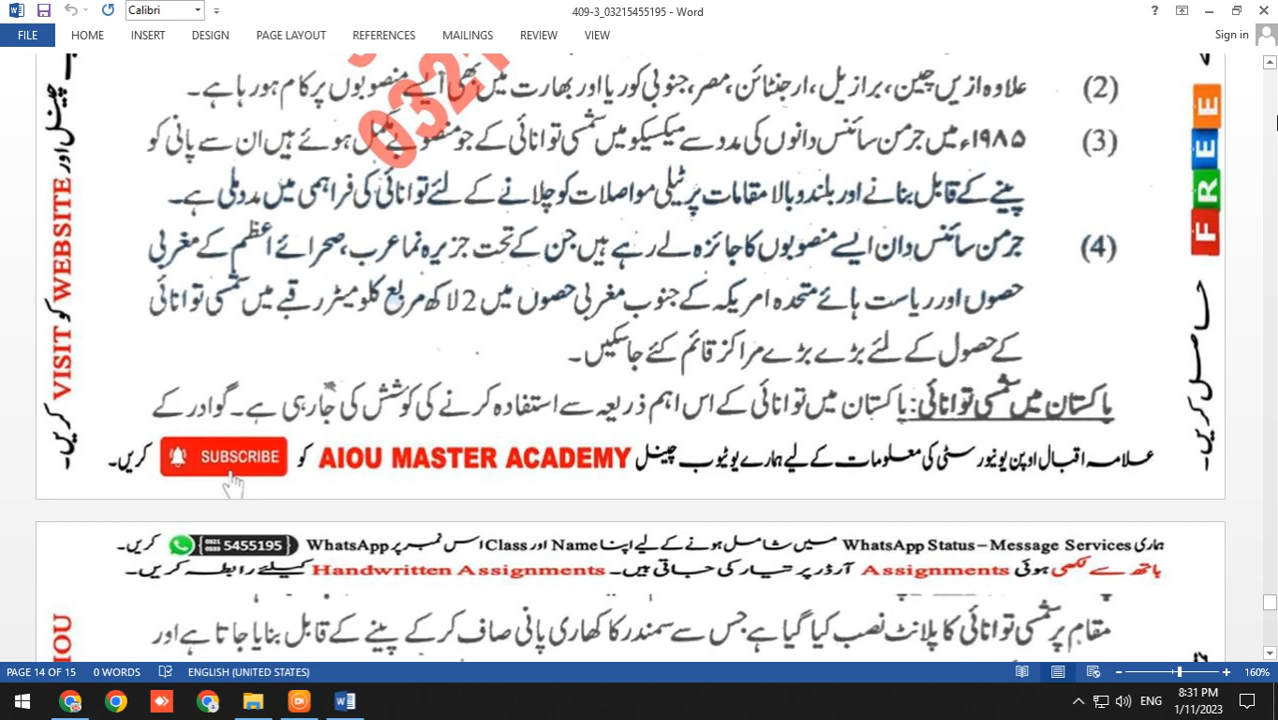 Calibri
409-3_03215455195 - Word
FILE HOME INSERT DESIGN PAGE LAYOUT REFERENCES MAILINGS REVIEW VIEW Sign in
0321
(2) علاوہ ازیں چین، برازیل، ارجنٹائن، مصر، جنوبی کوریا اور بھارت میں بھی ایسے منصوبوں پر کام ہو رہا ہے۔
(3) ۱۹۸۵ء میں جرمن سائنس دانوں کی مدد سے میکسیکو میں شمسی توانائی کے جو منصوبے مکمل ہوئے ہیں ان سے پانی کو
پینے کے قابل بنانے اور بلند و بالا مقامات پر ٹیلی مواصلات کو چلانے کے لئے توانائی کی فراہمی میں مدد ملی ہے۔
(4) جرمن سائنس دان ایسے منصوبوں کا جائزہ لے رہے ہیں جن کے تحت جزیرہ نما عرب، صحرائے اعظم کے مغربی
حصوں اور ریاست ہائے متحدہ امریکہ کے جنوب مغربی حصوں میں 2 لاکھ مربع کلومیٹر رقبے میں شمسی توانائی
کے حصول کے لئے بڑے بڑے مراکز قائم کئے جا سکیں۔
پاکستان میں شمسی توانائی: پاکستان میں توانائی کے اس اہم ذریعہ سے استفادہ کرنے کی کوشش کی جا رہی ہے۔ گوادر کے
علامہ اقبال اوپن یونیورسٹی کی معلومات کے لیے ہمارے یوٹیوب چینل AIOU MASTER ACADEMY کو SUBSCRIBE کریں۔
چینل اور WEBSITE کو VISIT کریں۔
FREE حاصل کریں۔
ہماری WhatsApp Status – Message Services میں شامل ہونے کے لیے اپنا Name اور Class اس نمبر پر WhatsApp 0321 0333 5455195 کریں۔
ہاتھ سے لکھی ہوئی Assignments آرڈر پر تیار کی جاتی ہیں۔ Handwritten Assignments کیلئے رابطہ کریں۔
مقام پر شمسی توانائی کا پلانٹ نصب کیا گیا ہے جس سے سمندر کا کھاری پانی صاف کر کے پینے کے قابل بنایا جاتا ہے اور
AIOU
PAGE 14 OF 15 0 WORDS ENGLISH (UNITED STATES) 160%
ENG 8:31 PM
1/11/2023